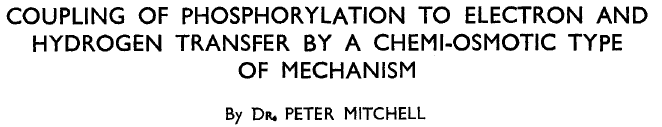 COUPLING OF PHOSPHORYLATION TO ELECTRON AND
HYDROGEN TRANSFER BY A CHEMI-OSMOTIC TYPE
OF MECHANISM
By DR. PETER MITCHELL